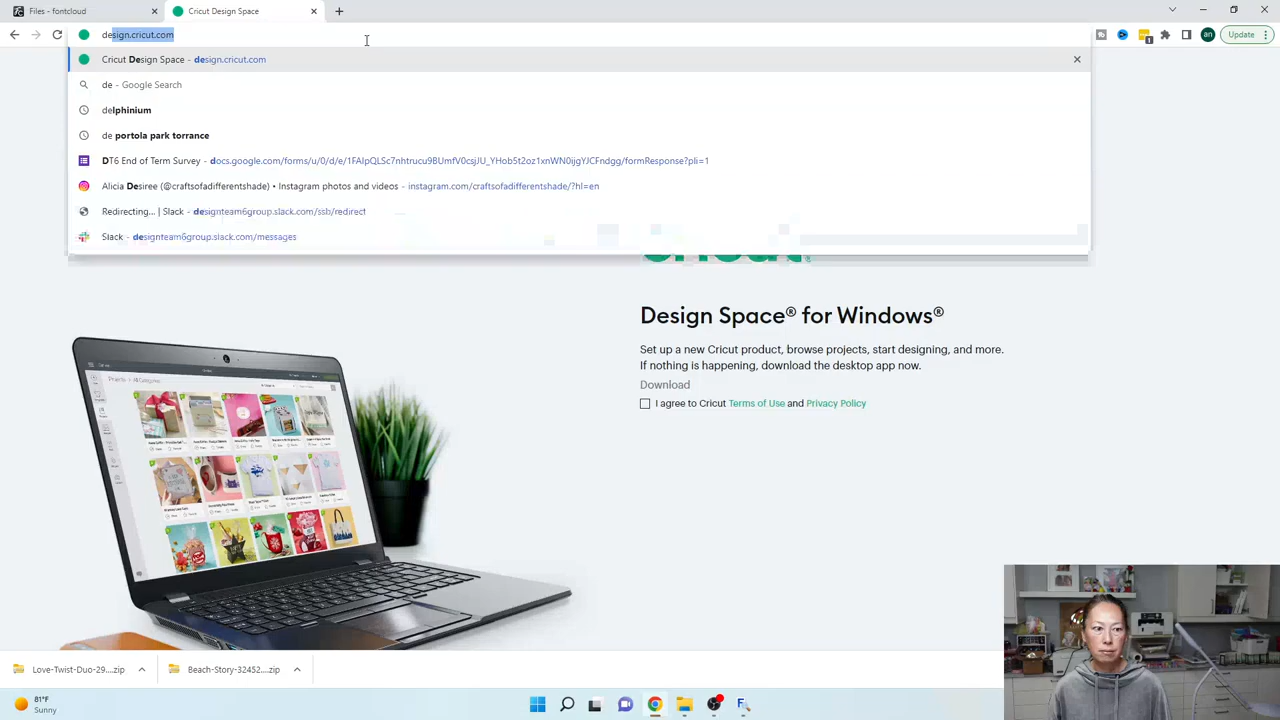 Files - fontcloud
Cricut Design Space
design.cricut.com
Update
Cricut Design Space - design.cricut.com
de - Google Search
delphinium
de portola park torrance
DT6 End of Term Survey - docs.google.com/forms/u/0/d/e/1FAIpQLSc7nhtrucu9BUmfV0csjJU_YHob5t2oz1xnWN0ijgYJCFndgg/formResponse?pli=1
Alicia Desiree (@craftsofadifferentshade) • Instagram photos and videos - instagram.com/craftsofadifferentshade/?hl=en
Redirecting... | Slack - designteam6group.slack.com/ssb/redirect
Slack - designteam6group.slack.com/messages
Design Space® for Windows®
Set up a new Cricut product, browse projects, start designing, and more.
If nothing is happening, download the desktop app now.
Download
I agree to Cricut Terms of Use and Privacy Policy
Love-Twist-Duo-29....zip
Beach-Story-32452....zip
81°F
Sunny